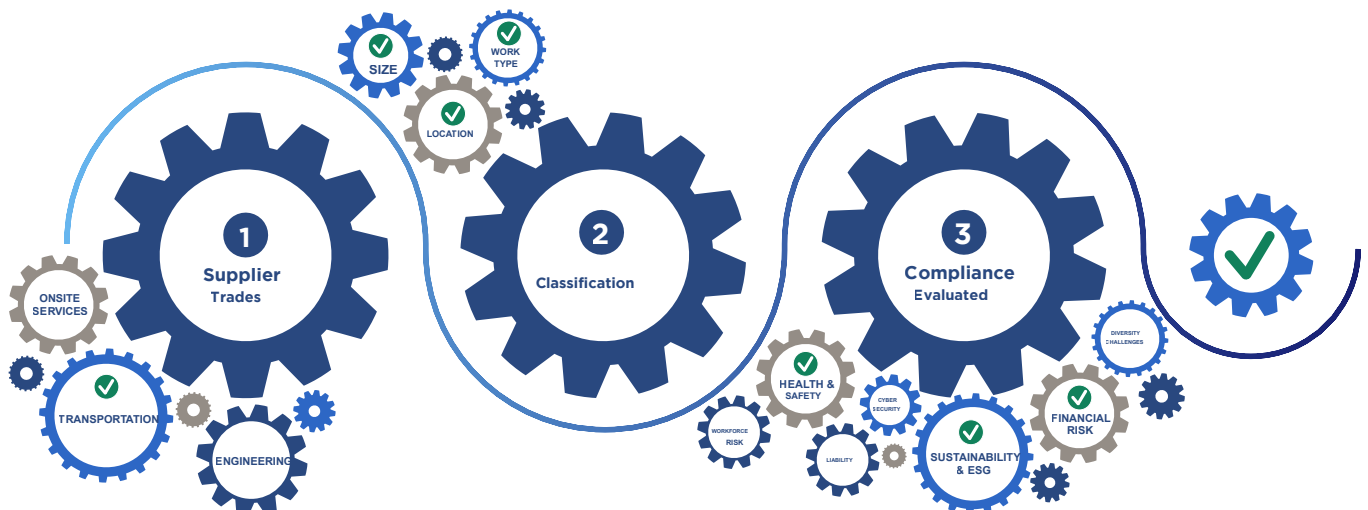 SIZE
WORK
TYPE
LOCATION
1
Supplier
Trades
2
Classification
3
Compliance
Evaluated
ONSITE
SERVICES
TRANSPORTATION
ENGINEERING
DIVERSITY
CHALLENGES
HEALTH &
SAFETY
CYBER
SECURITY
FINANCIAL
RISK
WORKFORCE
RISK
LIABILITY
SUSTAINABILITY
& ESG